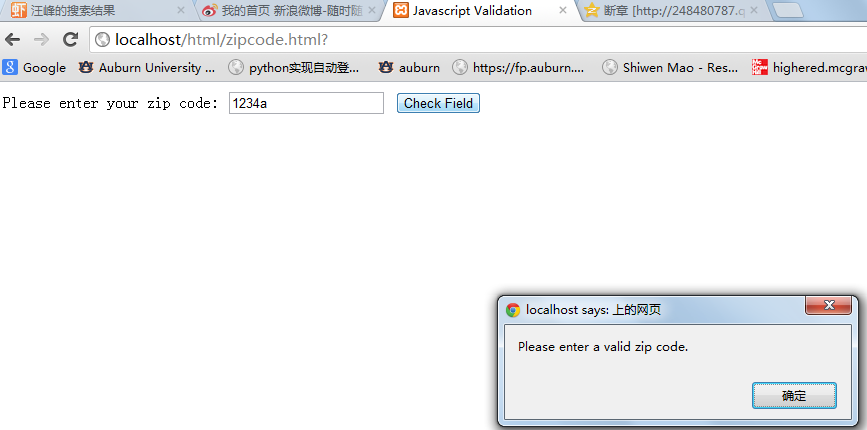 汪峰的搜索结果
我的首页 新浪微博-随时随
Javascript Validation
断章 [http://248480787.q
localhost/html/zipcode.html?
Google
Auburn University ...
python实现自动登...
auburn
https://fp.auburn....
Shiwen Mao - Res...
highered.mcgraw
Please enter your zip code:
1234a
Check Field
localhost says: 上的网页
Please enter a valid zip code.
确定